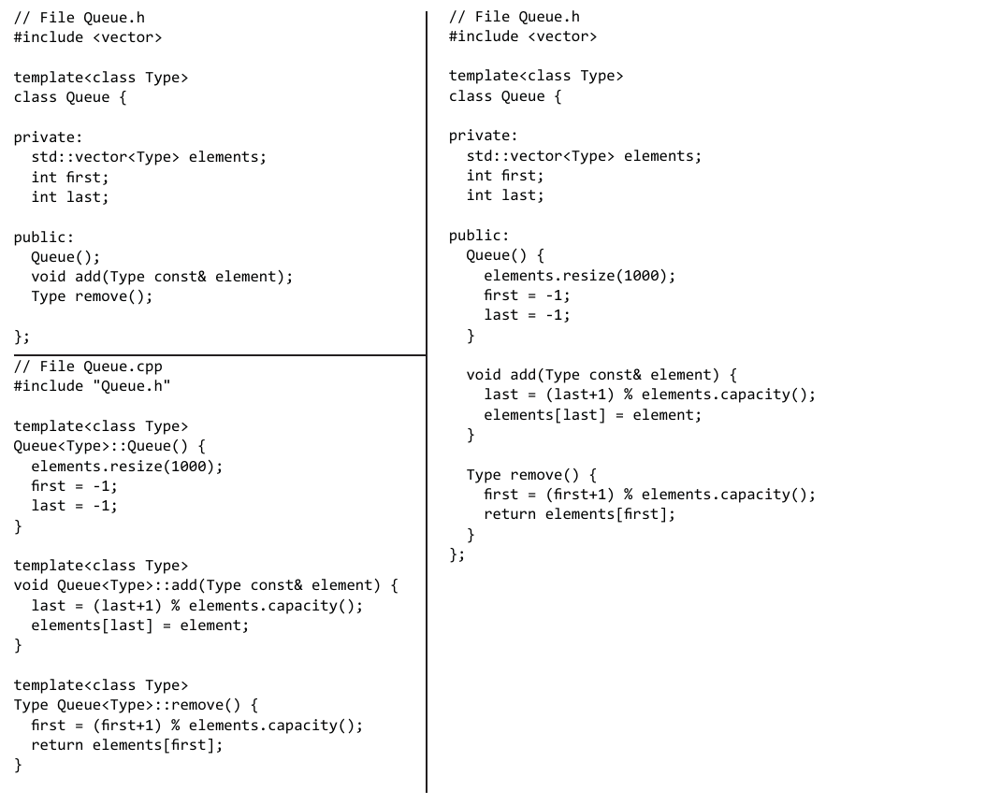 // File Queue.h
#include <vector>

template<class Type>
class Queue {

private:
  std::vector<Type> elements;
  int first;
  int last;

public:
  Queue();
  void add(Type const& element);
  Type remove();

};
// File Queue.cpp
#include "Queue.h"

template<class Type>
Queue<Type>::Queue() {
  elements.resize(1000);
  first = -1;
  last = -1;
}

template<class Type>
void Queue<Type>::add(Type const& element) {
  last = (last+1) % elements.capacity();
  elements[last] = element;
}

template<class Type>
Type Queue<Type>::remove() {
  first = (first+1) % elements.capacity();
  return elements[first];
}
// File Queue.h
#include <vector>

template<class Type>
class Queue {

private:
  std::vector<Type> elements;
  int first;
  int last;

public:
  Queue() {
    elements.resize(1000);
    first = -1;
    last = -1;
  }

  void add(Type const& element) {
    last = (last+1) % elements.capacity();
    elements[last] = element;
  }

  Type remove() {
    first = (first+1) % elements.capacity();
    return elements[first];
  }
};